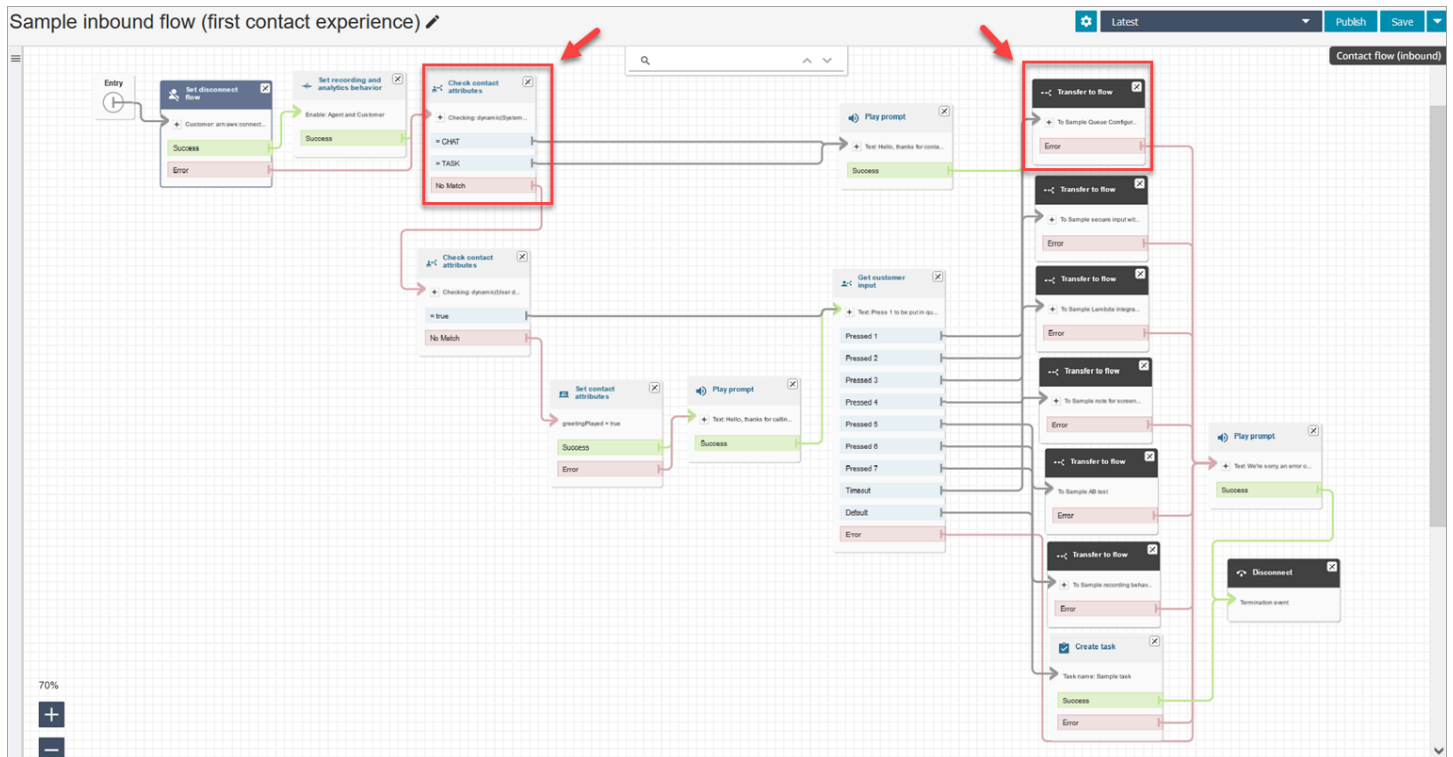 Sample inbound flow (first contact experience)
Latest
Publish
Save
Contact flow (inbound)
Entry
Set disconnect
flow
Customer: arn:aws:connect...
Success
Error
Set recording and
analytics behavior
Enable: Agent and Customer
Success
Check contact
attributes
Checking: dynamic(System...
= CHAT
= TASK
No Match
Play prompt
Text: Hello, thanks for conta...
Success
Transfer to flow
To Sample Queue Configur...
Error
Transfer to flow
To Sample secure input wit...
Error
Check contact
attributes
Checking: dynamic(User d...
= true
No Match
Get customer
input
Text: Press 1 to be put in qu...
Pressed 1
Pressed 2
Pressed 3
Pressed 4
Pressed 5
Pressed 6
Pressed 7
Timeout
Default
Error
Transfer to flow
To Sample Lambda integra...
Error
Set contact
attributes
greetingPlayed = true
Success
Error
Play prompt
Text: Hello, thanks for callin...
Success
Transfer to flow
To Sample note for screen...
Error
Transfer to flow
To Sample AB test
Error
Play prompt
Text: We're sorry, an error o...
Success
Transfer to flow
To Sample recording behav...
Error
Disconnect
Termination event
Create task
Task name: Sample task
Success
Error
70%